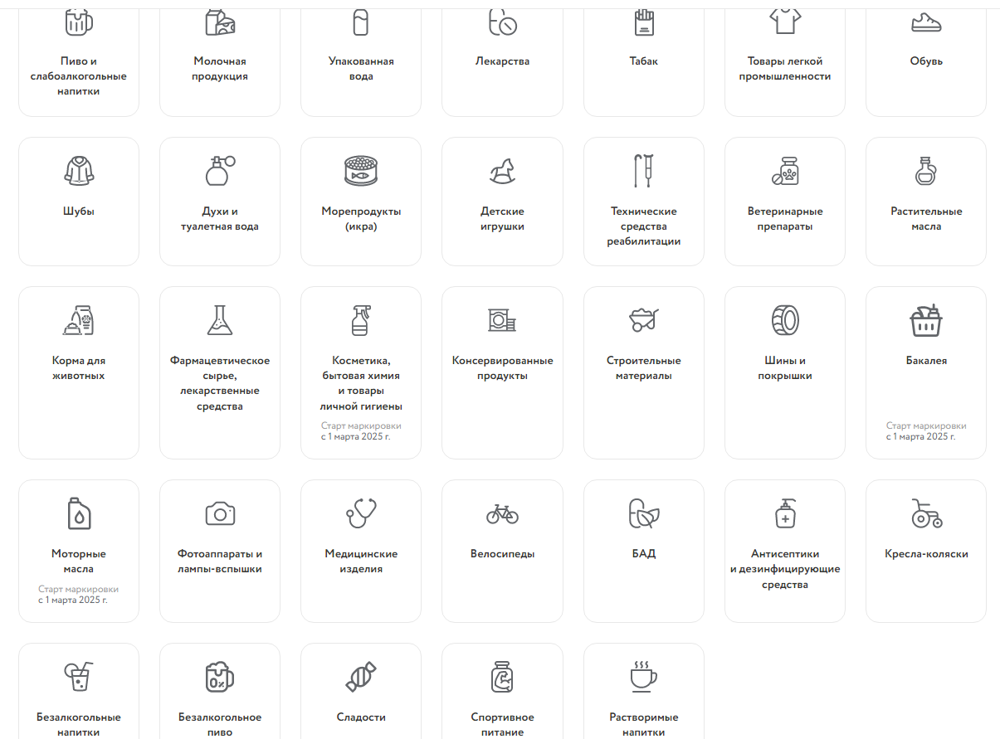 Пиво и
слабоалкогольные
напитки
Молочная
продукция
Упакованная
вода
Лекарства
Табак
Товары легкой
промышленности
Обувь
Шубы
Духи и
туалетная вода
Морепродукты
(икра)
Детские
игрушки
Технические
средства
реабилитации
Ветеринарные
препараты
Растительные
масла
Корма для
животных
Фармацевтическое
сырье,
лекарственные
средства
Косметика,
бытовая химия
и товары
личной гигиены
Старт маркировки
с 1 марта 2025 г.
Консервированные
продукты
Строительные
материалы
Шины и
покрышки
Бакалея
Старт маркировки
с 1 марта 2025 г.
Моторные
масла
Старт маркировки
с 1 марта 2025 г.
Фотоаппараты и
лампы-вспышки
Медицинские
изделия
Велосипеды
БАД
Антисептики
и дезинфицирующие
средства
Кресла-коляски
Безалкогольные
напитки
0%
Безалкогольное
пиво
Сладости
Спортивное
питание
Растворимые
напитки